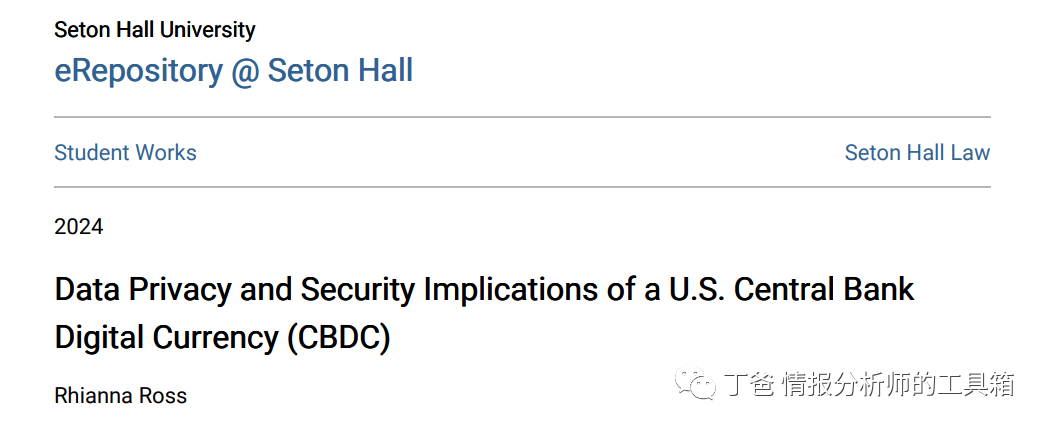 Seton Hall University
eRepository @ Seton Hall
Student Works
Seton Hall Law
2024
Data Privacy and Security Implications of a U.S. Central Bank
Digital Currency (CBDC)
Rhianna Ross
丁爸 情报分析师的工具箱